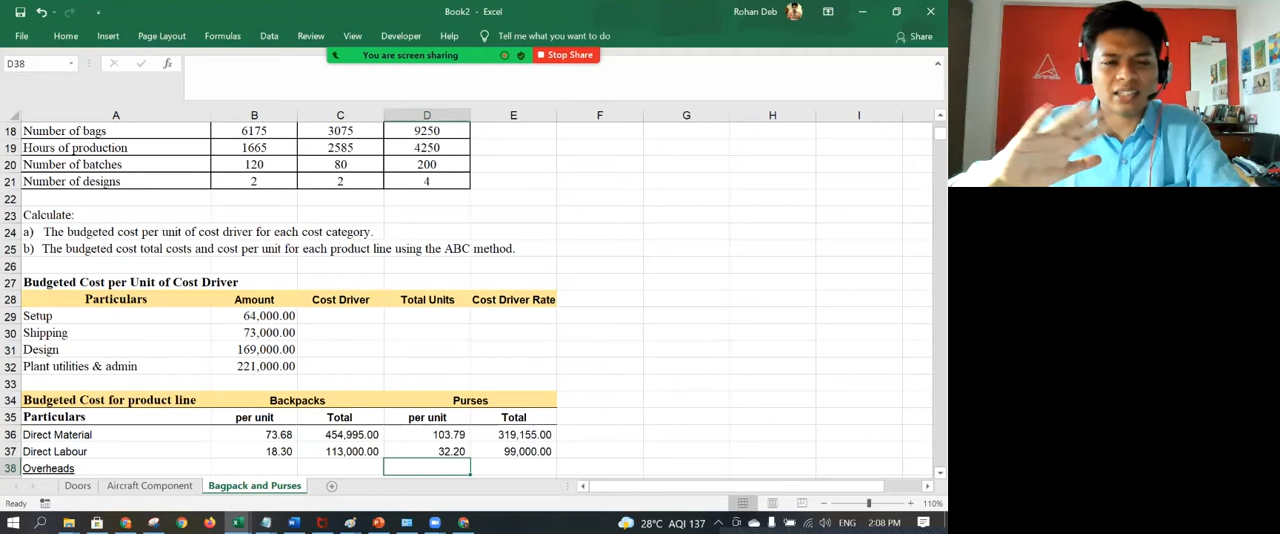 Book2 - Excel
Rohan Deb
File Home Insert Page Layout Formulas Data Review View Developer Help Tell me what you want to do Share
You are screen sharing Stop Share
D38 fx
A B C D E F G H I
18 Number of bags 6175 3075 9250
19 Hours of production 1665 2585 4250
20 Number of batches 120 80 200
21 Number of designs 2 2 4
22
23 Calculate:
24 a) The budgeted cost per unit of cost driver for each cost category.
25 b) The budgeted cost total costs and cost per unit for each product line using the ABC method.
26
27 Budgeted Cost per Unit of Cost Driver
28 Particulars Amount Cost Driver Total Units Cost Driver Rate
29 Setup 64,000.00
30 Shipping 73,000.00
31 Design 169,000.00
32 Plant utilities & admin 221,000.00
33
34 Budgeted Cost for product line Backpacks Purses
35 Particulars per unit Total per unit Total
36 Direct Material 73.68 454,995.00 103.79 319,155.00
37 Direct Labour 18.30 113,000.00 32.20 99,000.00
38 Overheads
Doors Aircraft Component Bagpack and Purses
Ready 110%
28°C AQI 137 ENG 2:08 PM